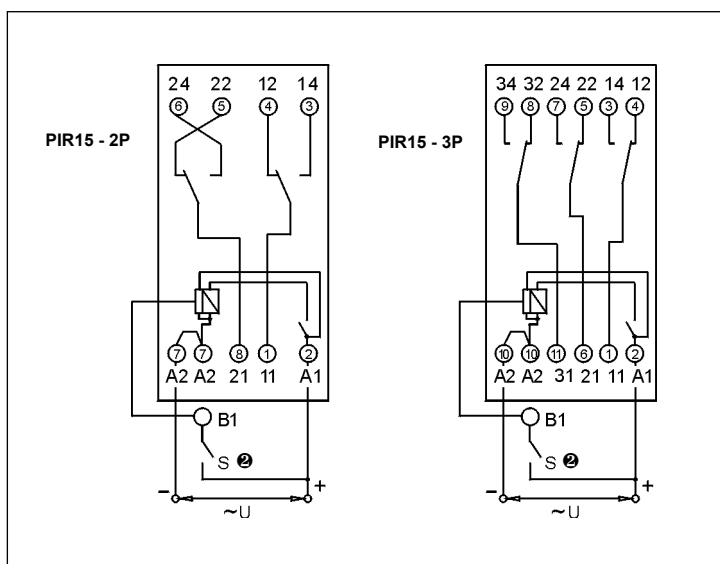 24 22 12 14
6 5 4 3
PIR15 - 2P
7 7 8 1 2
A2 A2 21 11 A1
B1
S ❷
− +
~U
34 32 24 22 14 12
9 8 7 5 3 4
PIR15 - 3P
10 10 11 6 1 2
A2 A2 31 21 11 A1
B1
S ❷
− +
~U